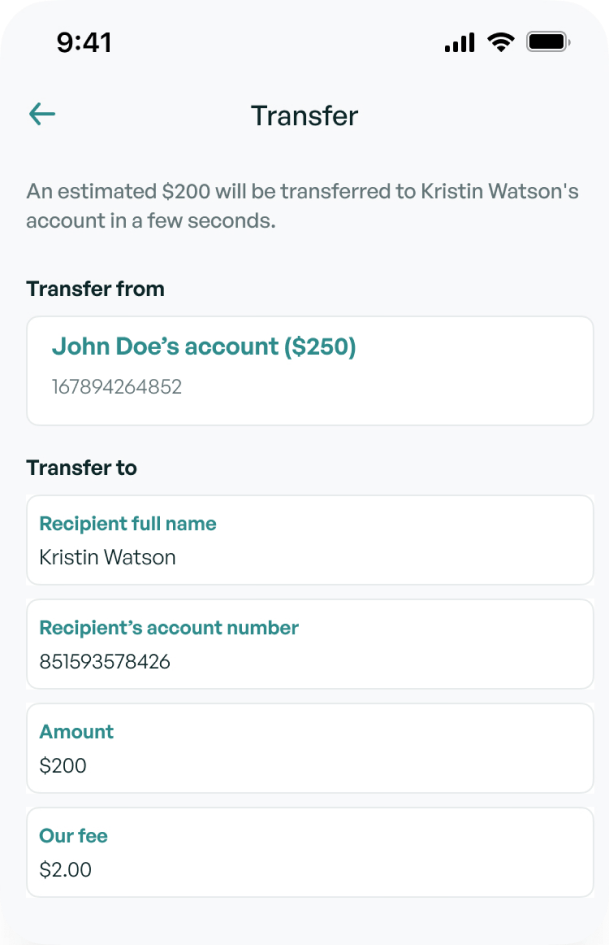 9:41
Transfer
An estimated $200 will be transferred to Kristin Watson's
account in a few seconds.
Transfer from
John Doe’s account ($250)
167894264852
Transfer to
Recipient full name
Kristin Watson
Recipient’s account number
851593578426
Amount
$200
Our fee
$2.00